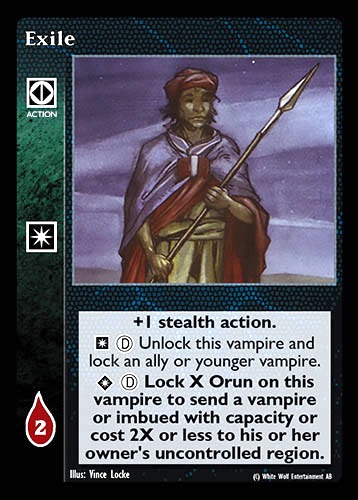 Exile
ACTION
+1 stealth action.
D Unlock this vampire and
lock an ally or younger vampire.
D Lock X Orun on this
vampire to send a vampire
or imbued with capacity or
cost 2X or less to his or her
owner's uncontrolled region.
2
Illus: Vince Locke (C) White Wolf Entertainment AB